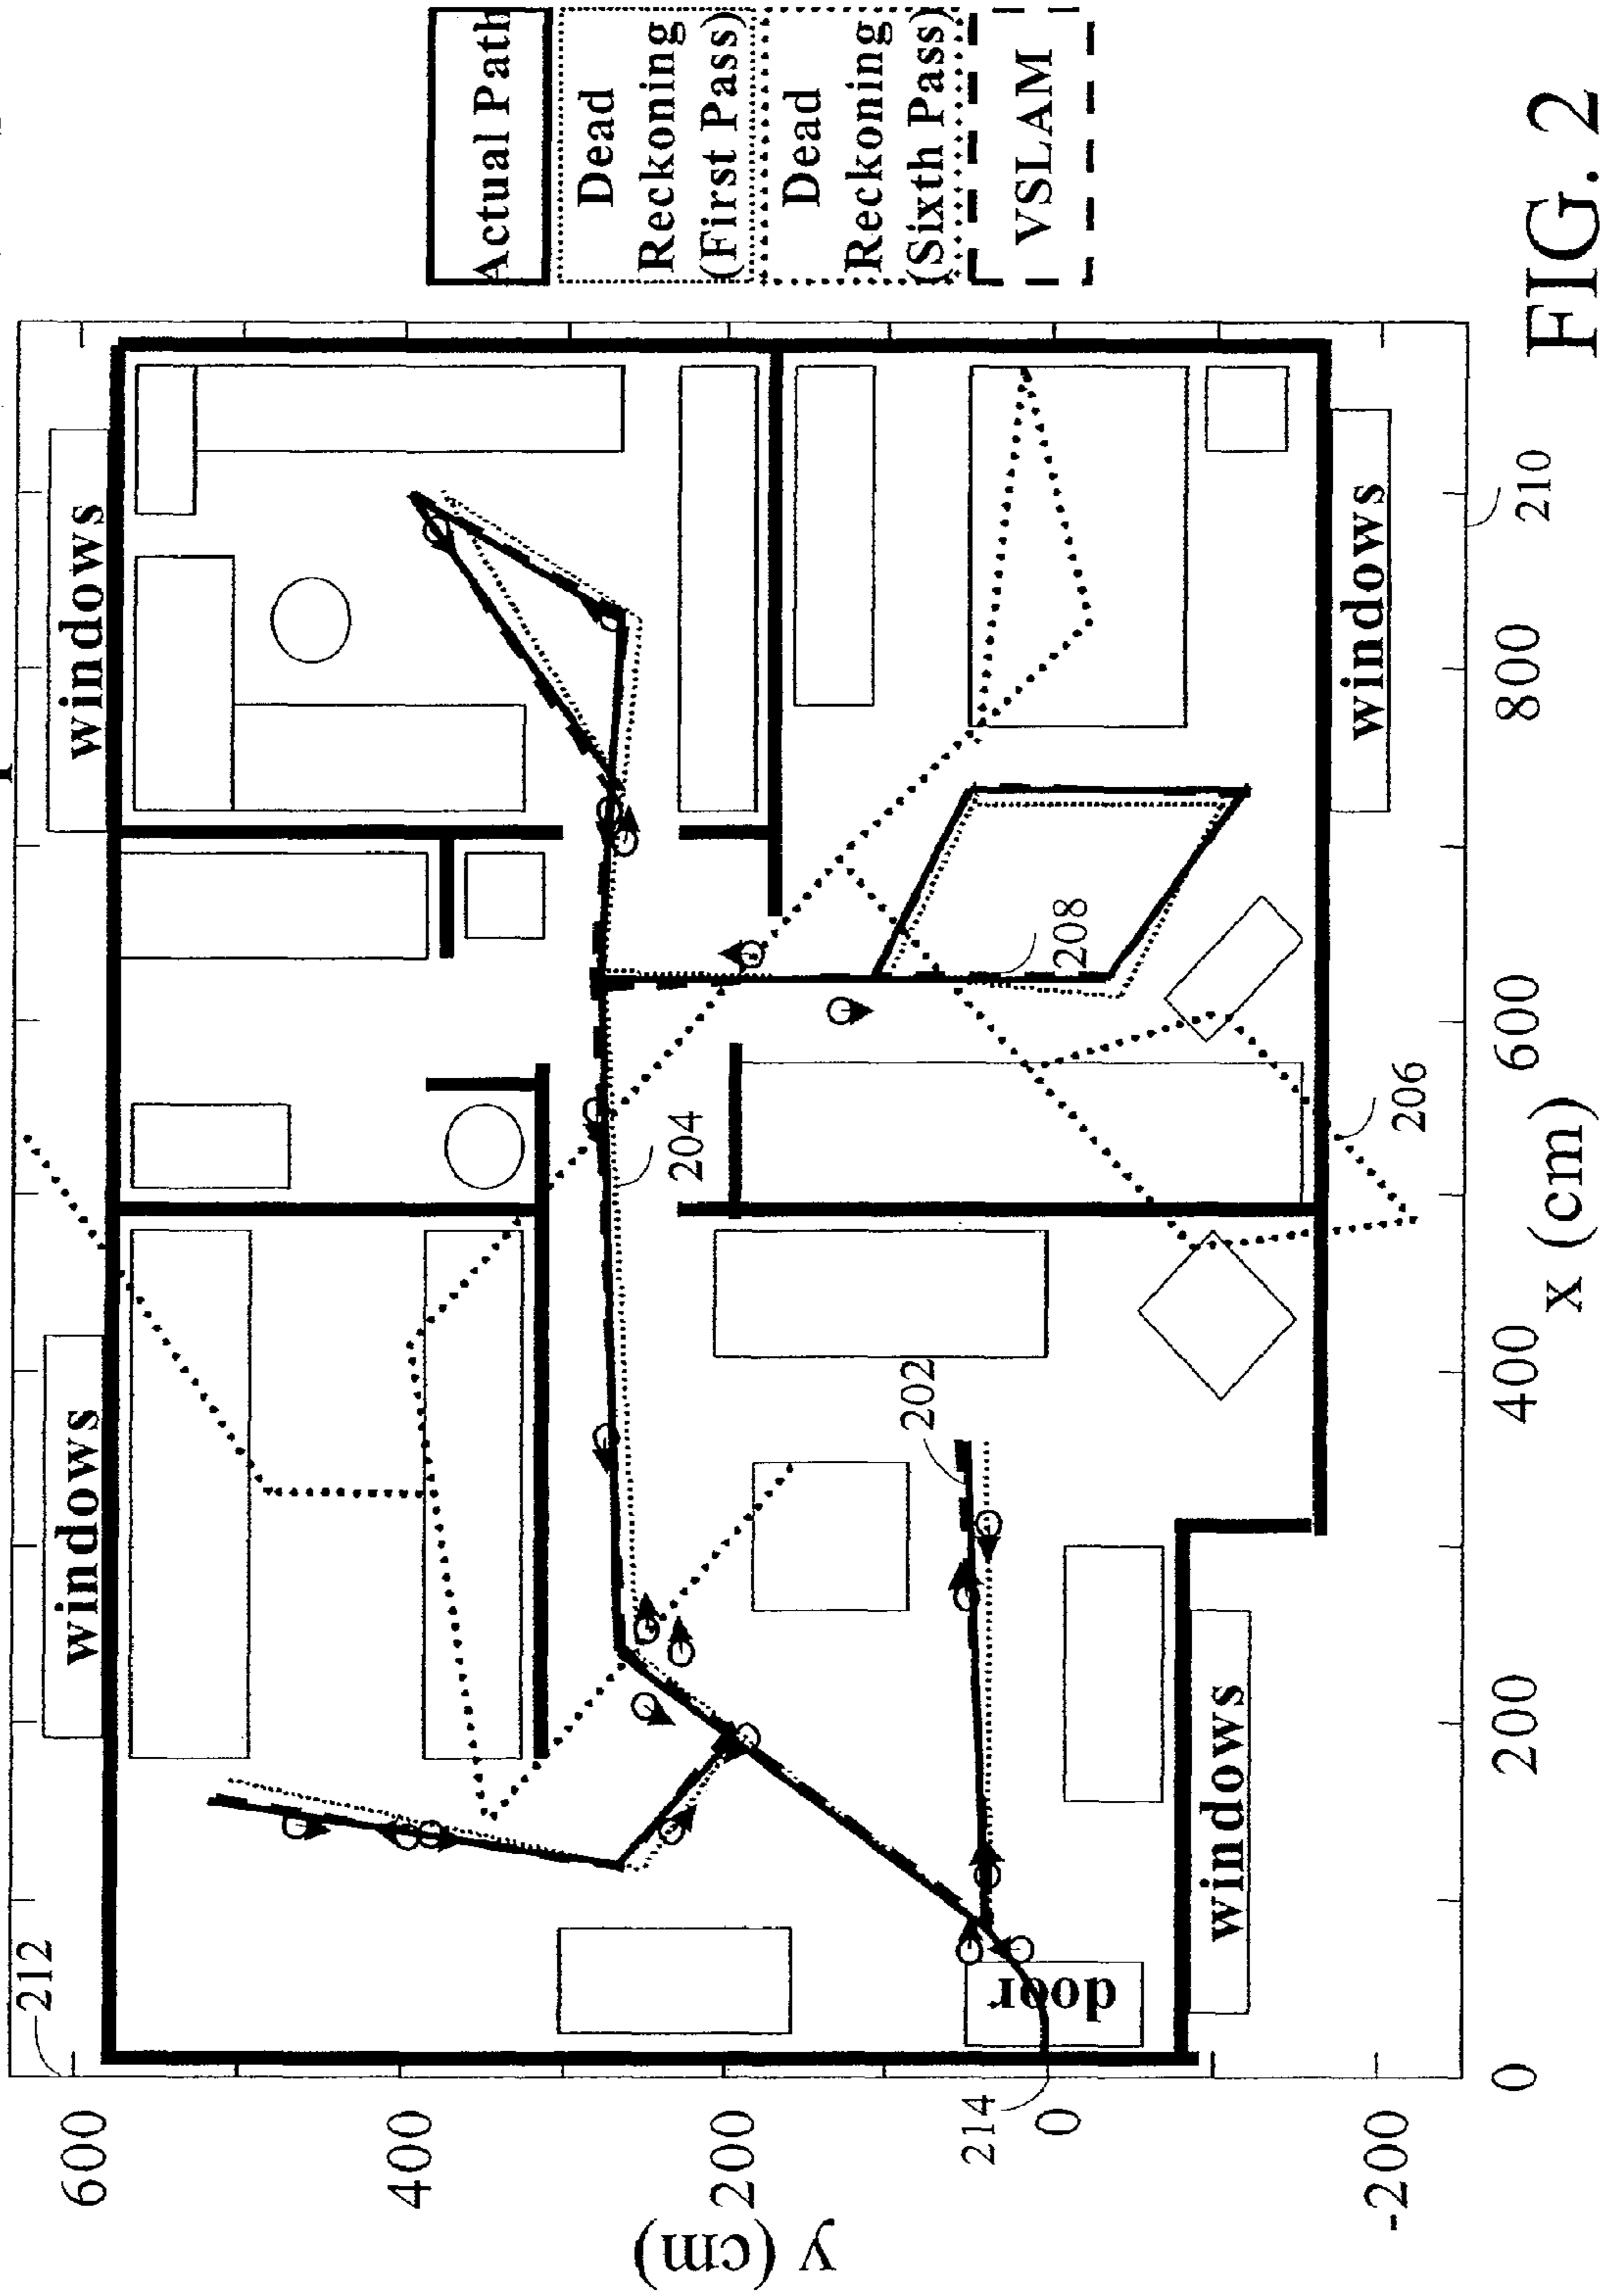 Actual Path
Dead
Reckoning
(First Pass)
Dead
Reckoning
(Sixth Pass)
VSLAM
windows
windows
windows
windows
door
212
214
202
204
206
208
210
600
400
200
0
-200
y (cm)
0
200
400
600
800
x (cm)
FIG. 2